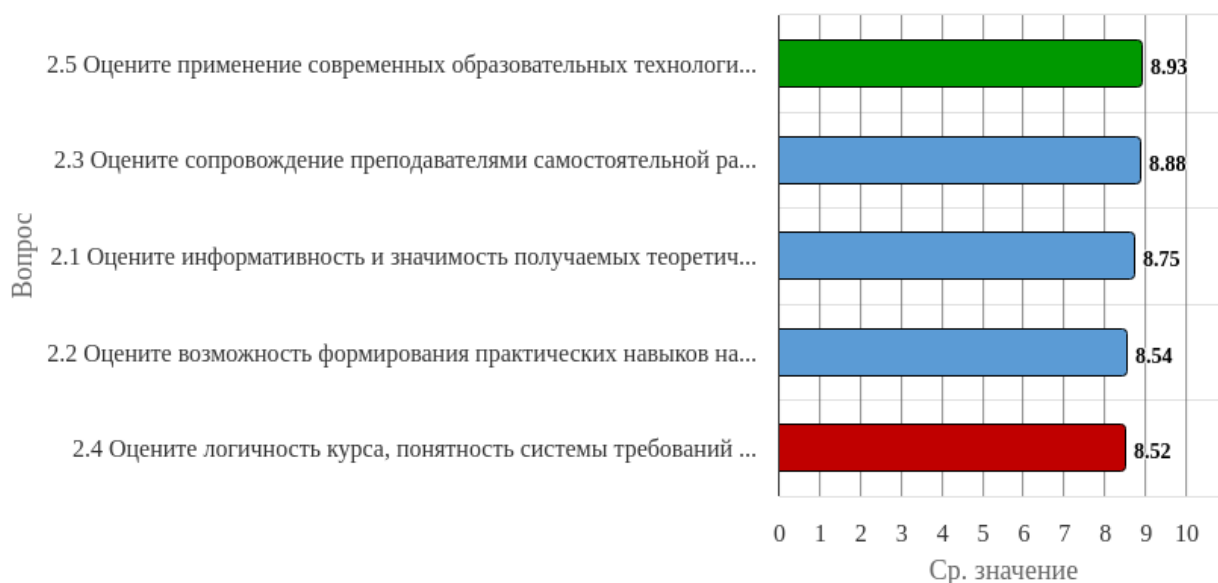 2.5 Оцените применение современных образовательных технологи...
8.93
2.3 Оцените сопровождение преподавателями самостоятельной ра...
8.88
2.1 Оцените информативность и значимость получаемых теоретич...
8.75
2.2 Оцените возможность формирования практических навыков на...
8.54
2.4 Оцените логичность курса, понятность системы требований ...
8.52
Вопрос
0 1 2 3 4 5 6 7 8 9 10
Ср. значение